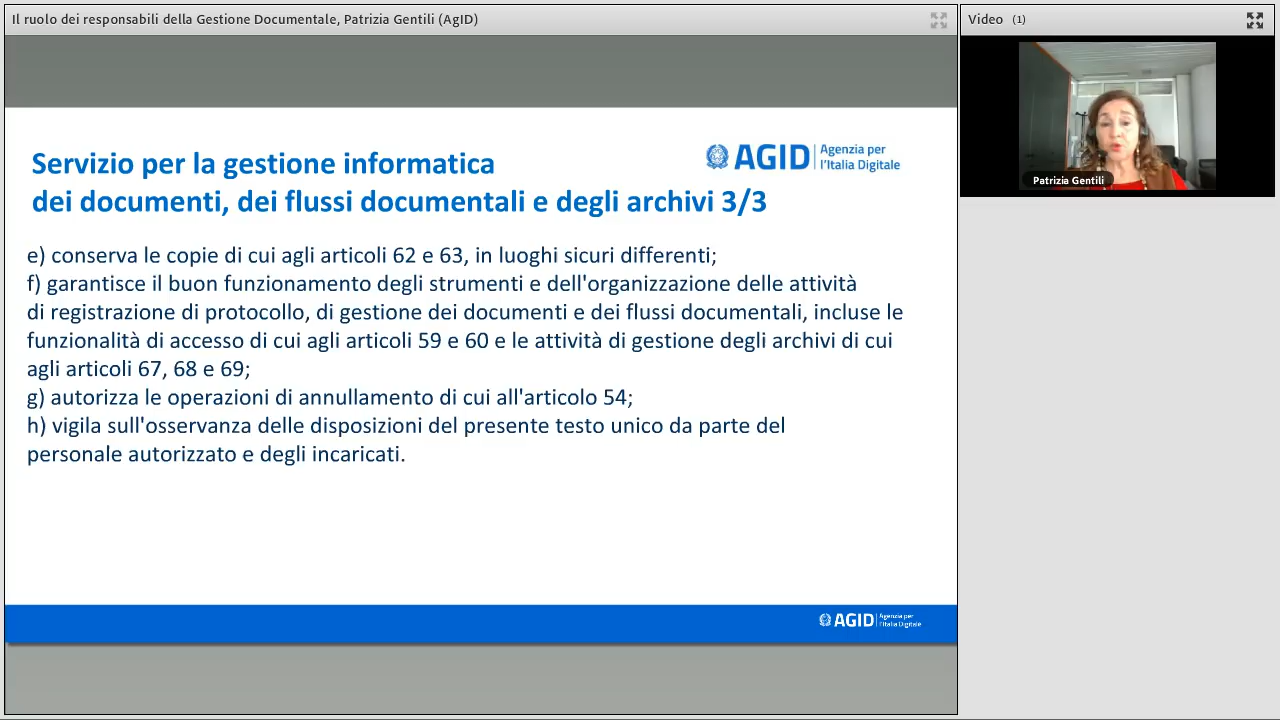 Il ruolo dei responsabili della Gestione Documentale, Patrizia Gentili (AgID)
Video (1)
Patrizia Gentili
Servizio per la gestione informatica
dei documenti, dei flussi documentali e degli archivi 3/3
AGID Agenzia per
l'Italia Digitale
e) conserva le copie di cui agli articoli 62 e 63, in luoghi sicuri differenti;
f) garantisce il buon funzionamento degli strumenti e dell'organizzazione delle attività
di registrazione di protocollo, di gestione dei documenti e dei flussi documentali, incluse le
funzionalità di accesso di cui agli articoli 59 e 60 e le attività di gestione degli archivi di cui
agli articoli 67, 68 e 69;
g) autorizza le operazioni di annullamento di cui all'articolo 54;
h) vigila sull'osservanza delle disposizioni del presente testo unico da parte del
personale autorizzato e degli incaricati.
AGID Agenzia per
l'Italia Digitale